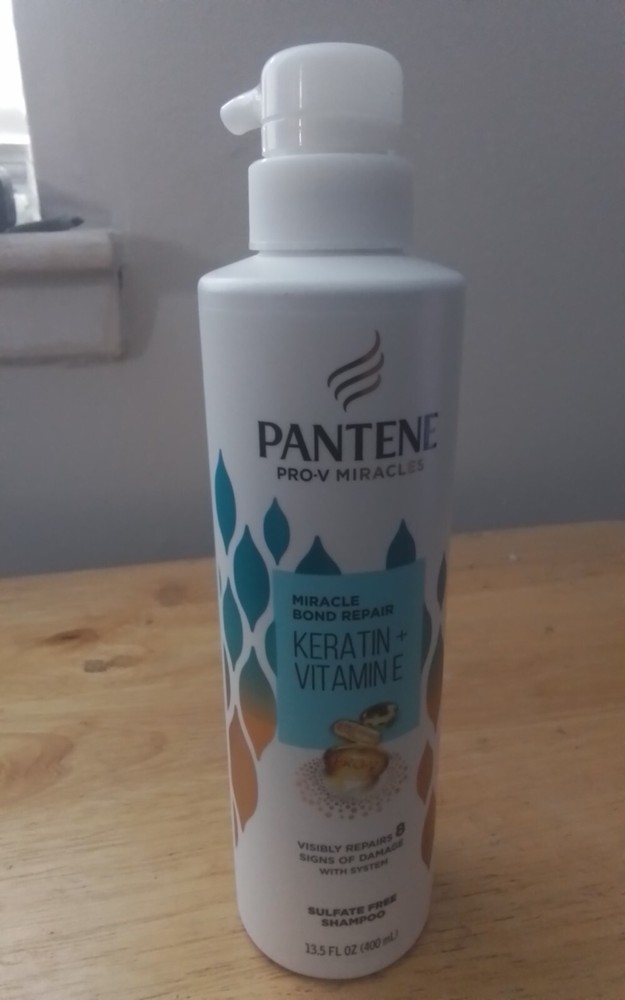 PANTENE
PRO-V MIRACLES
MIRACLE
BOND REPAIR
KERATIN +
VITAMIN E
VISIBLY REPAIRS 8
SIGNS OF DAMAGE
WITH SYSTEM
SULFATE FREE
SHAMPOO
13.5 FL OZ (400 mL)